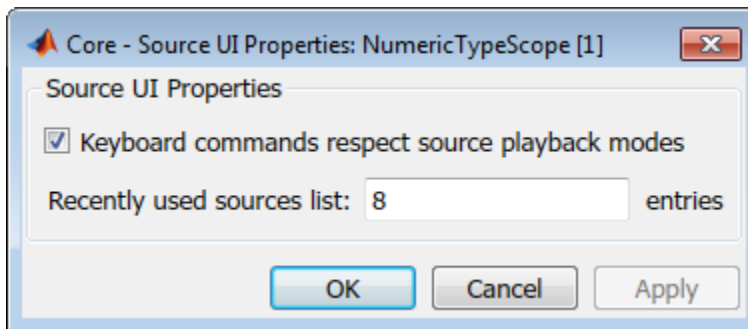 Core - Source UI Properties: NumericTypeScope [1]
Source UI Properties
Keyboard commands respect source playback modes
Recently used sources list: 8 entries
OK Cancel Apply